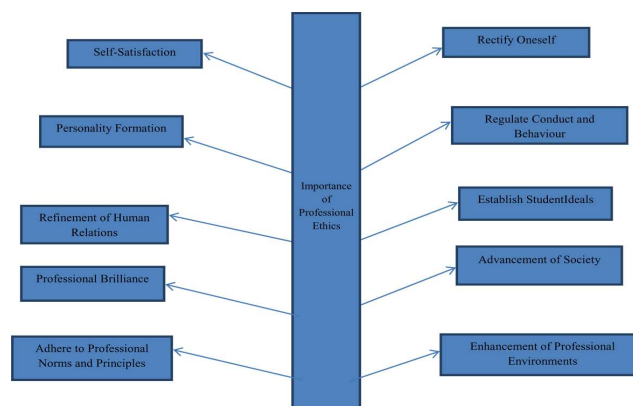 Self-Satisfaction
Personality Formation
Refinement of Human
Relations
Professional Brilliance
Adhere to Professional
Norms and Principles
Importance
of
Professional
Ethics
Rectify Oneself
Regulate Conduct and
Behaviour
Establish StudentIdeals
Advancement of Society
Enhancement of Professional
Environments